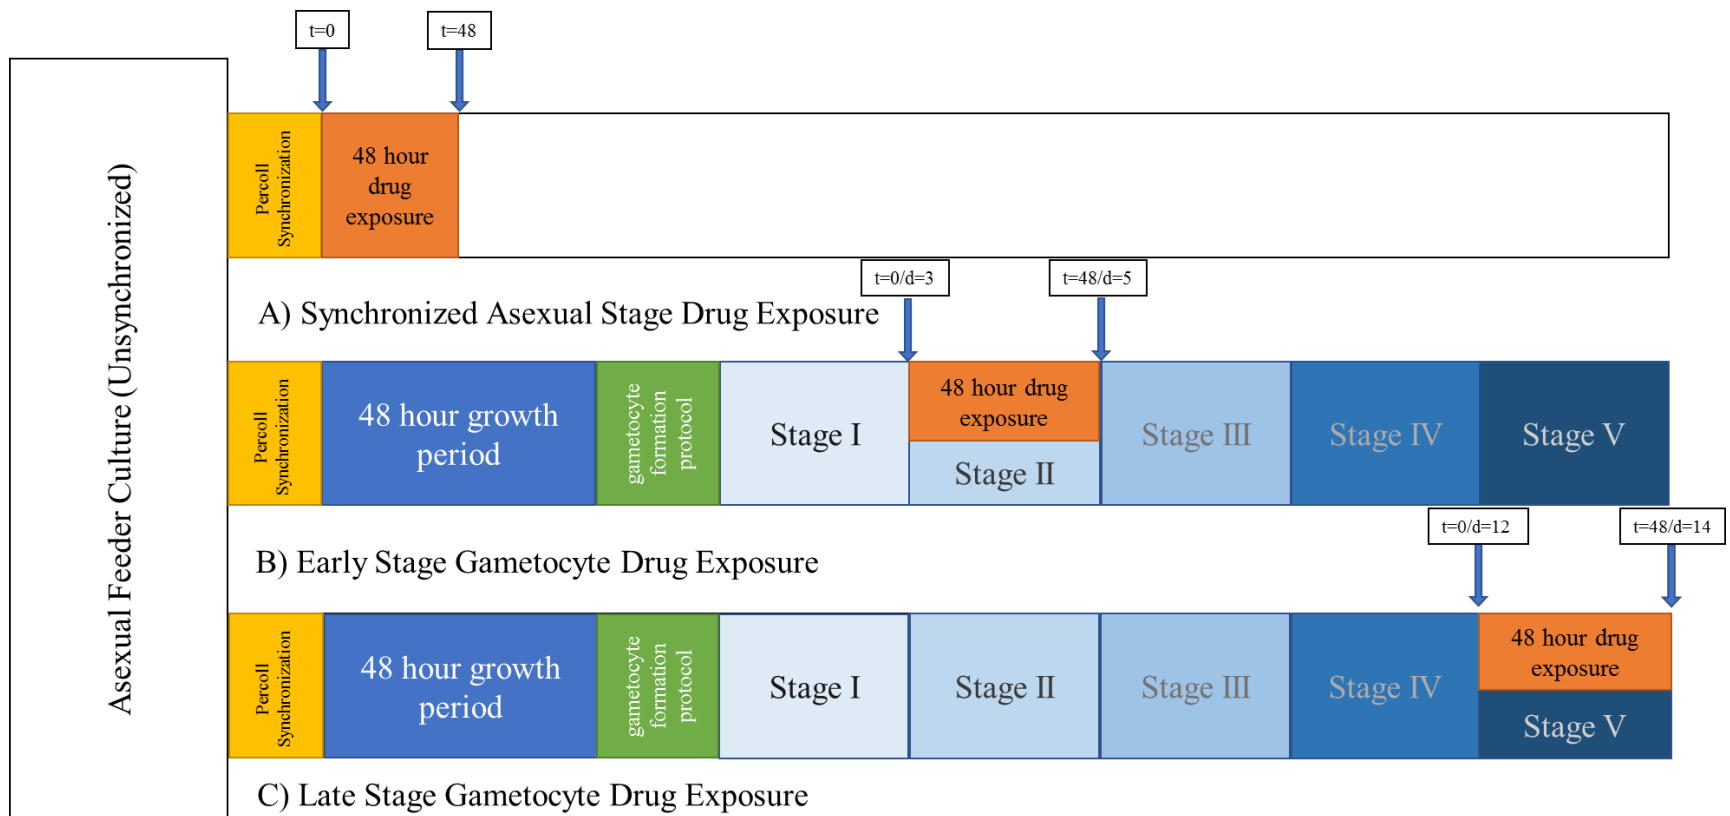 Asexual Feeder Culture (Unsynchronized)
t=0
t=48
Percoll
Synchronization
48 hour
drug
exposure
A) Synchronized Asexual Stage Drug Exposure
t=0/d=3
t=48/d=5
Percoll
Synchronization
48 hour growth
period
gametocyte
formation
protocol
Stage I
48 hour drug
exposure
Stage II
Stage III
Stage IV
Stage V
B) Early Stage Gametocyte Drug Exposure
t=0/d=12
t=48/d=14
Percoll
Synchronization
48 hour growth
period
gametocyte
formation
protocol
Stage I
Stage II
Stage III
Stage IV
48 hour drug
exposure
Stage V
C) Late Stage Gametocyte Drug Exposure